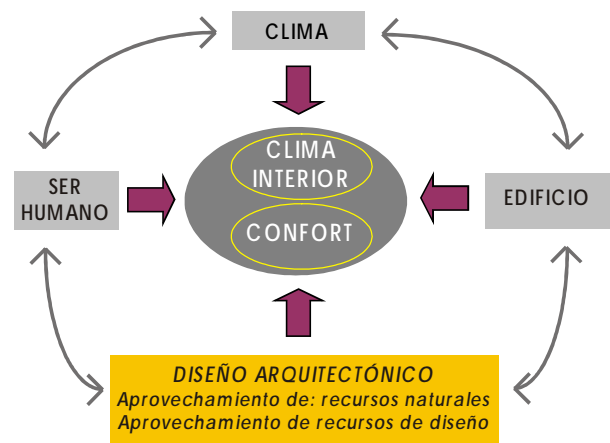 CLIMA
CLIMA
INTERIOR
SER
HUMANO
EDIFICIO
CONFORT
DISEÑO ARQUITECTÓNICO
Aprovechamiento de: recursos naturales
Aprovechamiento de recursos de diseño